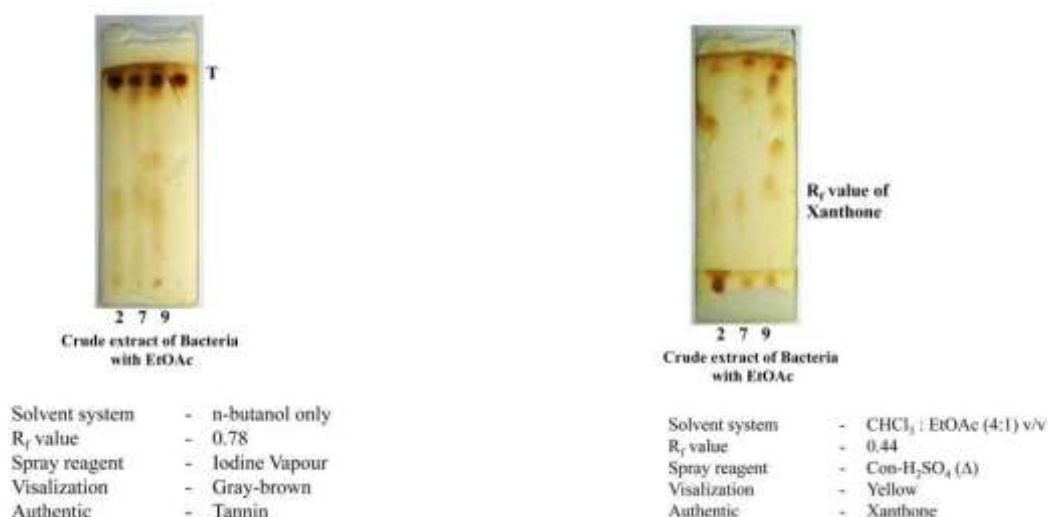 T
2 7 9
Crude extract of Bacteria
with EtOAc
Solvent system - n-butanol only
Rf value - 0.78
Spray reagent - Iodine Vapour
Visalization - Gray-brown
Authentic - Tannin
Rf value of
Xanthone
2 7 9
Crude extract of Bacteria
with EtOAc
Solvent system - CHCl3 : EtOAc (4:1) v/v
Rf value - 0.44
Spray reagent - Con-H2SO4 (Δ)
Visalization - Yellow
Authentic - Xanthone